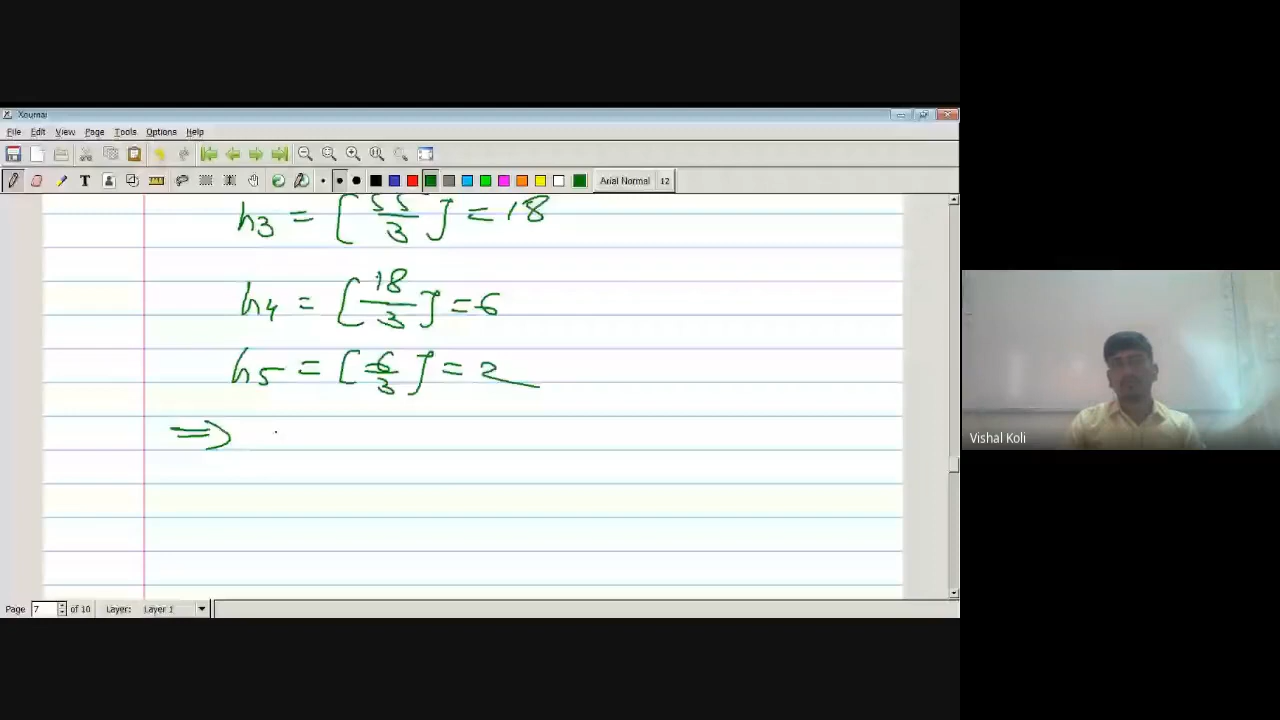 Xournal
File Edit View Page Tools Options Help
Arial Normal 12
h3 = [55/3] = 18
h4 = [18/3] = 6
h5 = [6/3] = 2
⇒
Vishal Koli
Page 7 of 10 Layer: Layer 1